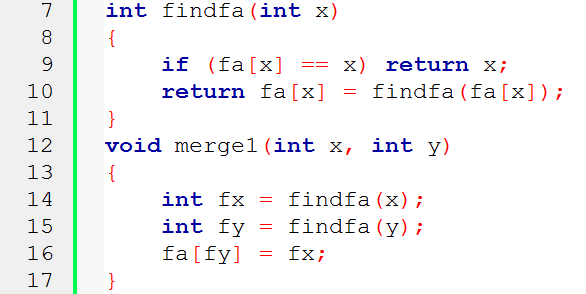 7 int findfa(int x)
8 {
9 if (fa[x] == x) return x;
10 return fa[x] = findfa(fa[x]);
11 }
12 void merge1(int x, int y)
13 {
14 int fx = findfa(x);
15 int fy = findfa(y);
16 fa[fy] = fx;
17 }